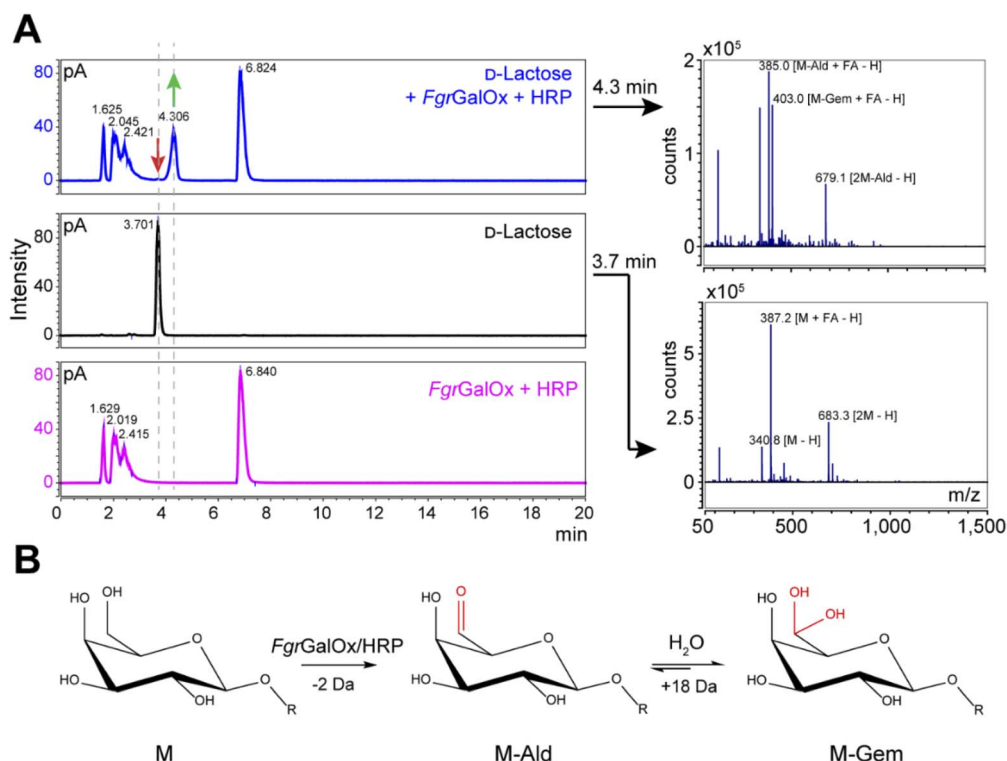 A
80
pA
D-Lactose
+ FgrGalOx + HRP
6.824
1.625
2.045
2.421
4.306
40
0
4.3 min
x10⁵
2
385.0 [M-Ald + FA - H]
403.0 [M-Gem + FA - H]
679.1 [2M-Ald - H]
counts
1
0
Intensity
80
pA
3.701
D-Lactose
40
0
3.7 min
x10⁵
387.2 [M + FA - H]
counts
5
2.5
683.3 [2M - H]
340.8 [M - H]
0
m/z
50 500 1,000 1,500
80
pA
6.840
FgrGalOx + HRP
1.629
2.019
2.415
40
0
0 2 4 6 8 10 12 14 16 18 20
min
B
HO OH
O
HO
OH
O
R
M
FgrGalOx/HRP
-2 Da
O
HO
O
HO
OH
O
R
M-Ald
H₂O
+18 Da
HO OH
OH
O
HO
OH
O
R
M-Gem